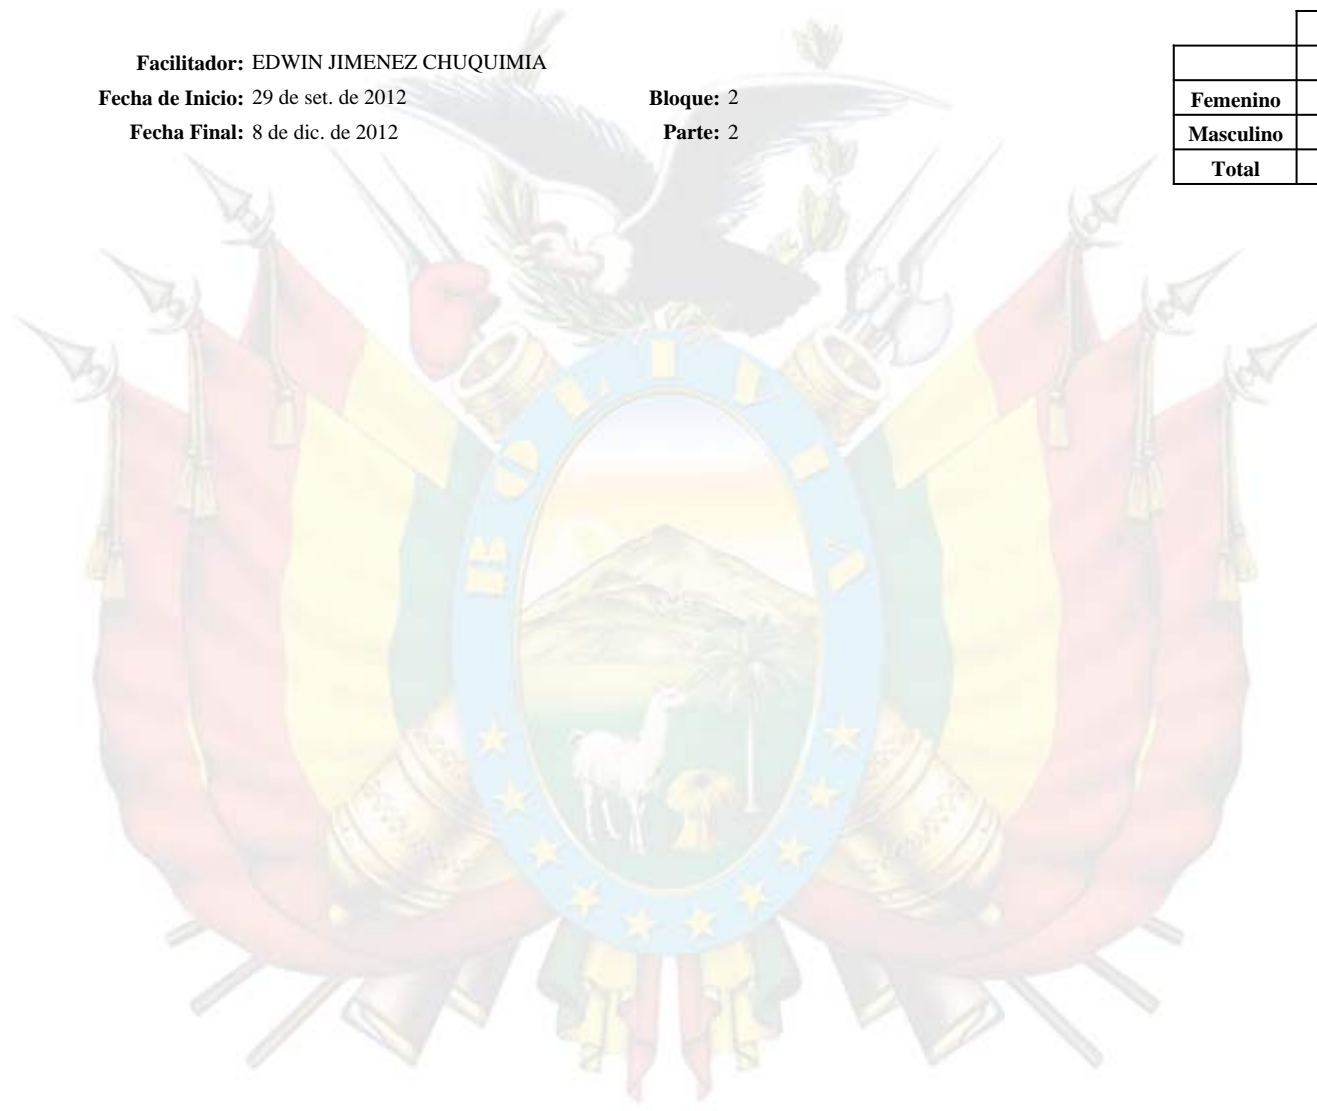 Facilitador: EDWIN JIMENEZ CHUQUIMIA
Fecha de Inicio: 29 de set. de 2012 Bloque: 2
Fecha Final: 8 de dic. de 2012 Parte: 2
Femenino
Masculino
Total
BOLIVIA